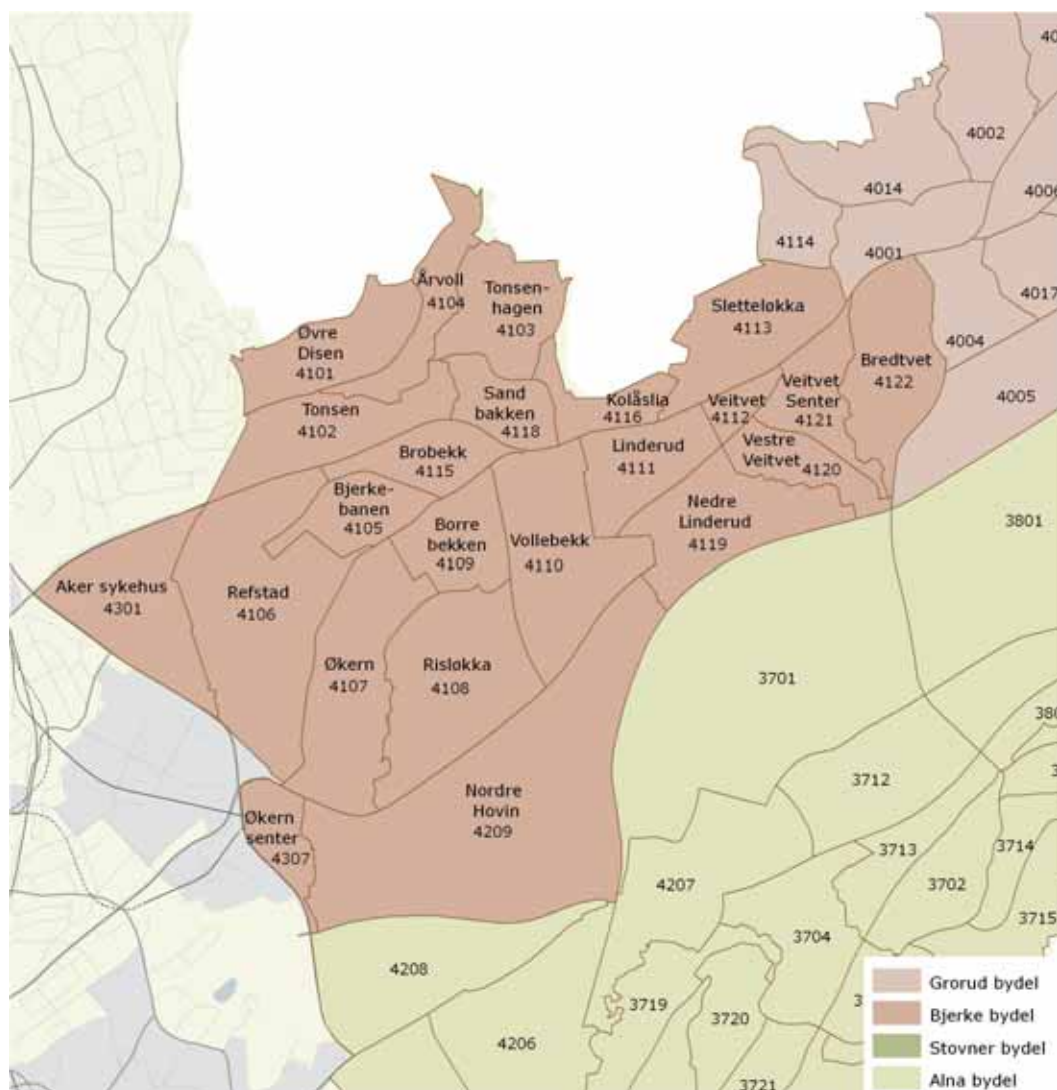 4002
4014
4006
4114
4001
4017
Årvoll
4104
Tonsen-
hagen
4103
Sletteløkka
4113
Øvre
Disen
4101
4004
Bredtvet
4122
4005
Tonsen
4102
Sand
bakken
4118
Kolåslia
4116
Veitvet
4112
Veitvet
Senter
4121
Brobekk
4115
Linderud
4111
Vestre
Veitvet
4120
Bjerke-
banen
4105
Borre
bekken
4109
Vollebekk
4110
Nedre
Linderud
4119
3801
Aker sykehus
4301
Refstad
4106
Økern
4107
Risløkka
4108
3701
3712
Nordre
Hovin
4209
Økern
senter
4307
3713
3714
3702
4207
3715
3704
4208
3719
3720
4206
3721
Grorud bydel
Bjerke bydel
Stovner bydel
Alna bydel